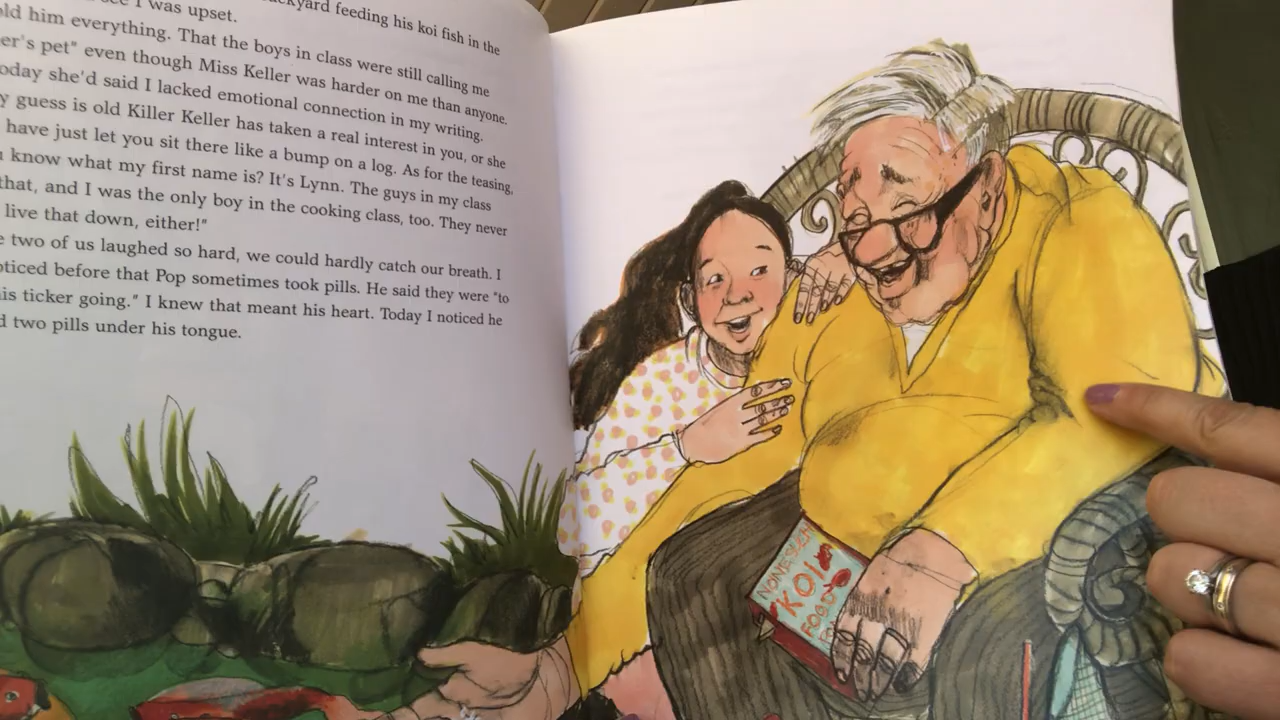 see I was upset.
ackyard feeding his koi fish in the
old him everything. That the boys in class were still calling me
er's pet" even though Miss Keller was harder on me than anyone.
oday she'd said I lacked emotional connection in my writing.
y guess is old Killer Keller has taken a real interest in you, or she
have just let you sit there like a bump on a log. As for the teasing,
u know what my first name is? It's Lynn. The guys in my class
that, and I was the only boy in the cooking class, too. They never
live that down, either!"
e two of us laughed so hard, we could hardly catch our breath. I
oticed before that Pop sometimes took pills. He said they were "to
is ticker going." I knew that meant his heart. Today I noticed he
d two pills under his tongue.
KOI
FOOD